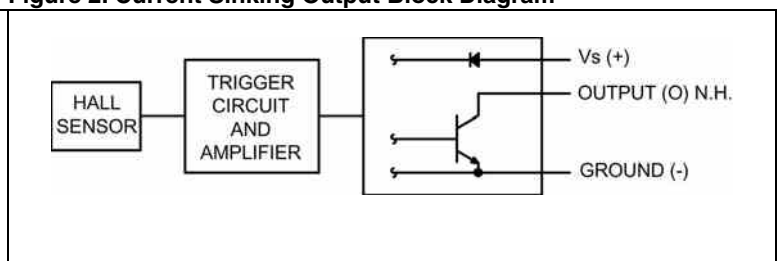 Figure 2. Current Sinking Output Block Diagram
HALL
SENSOR
TRIGGER
CIRCUIT
AND
AMPLIFIER
Vs (+)
OUTPUT (O) N.H.
GROUND (-)